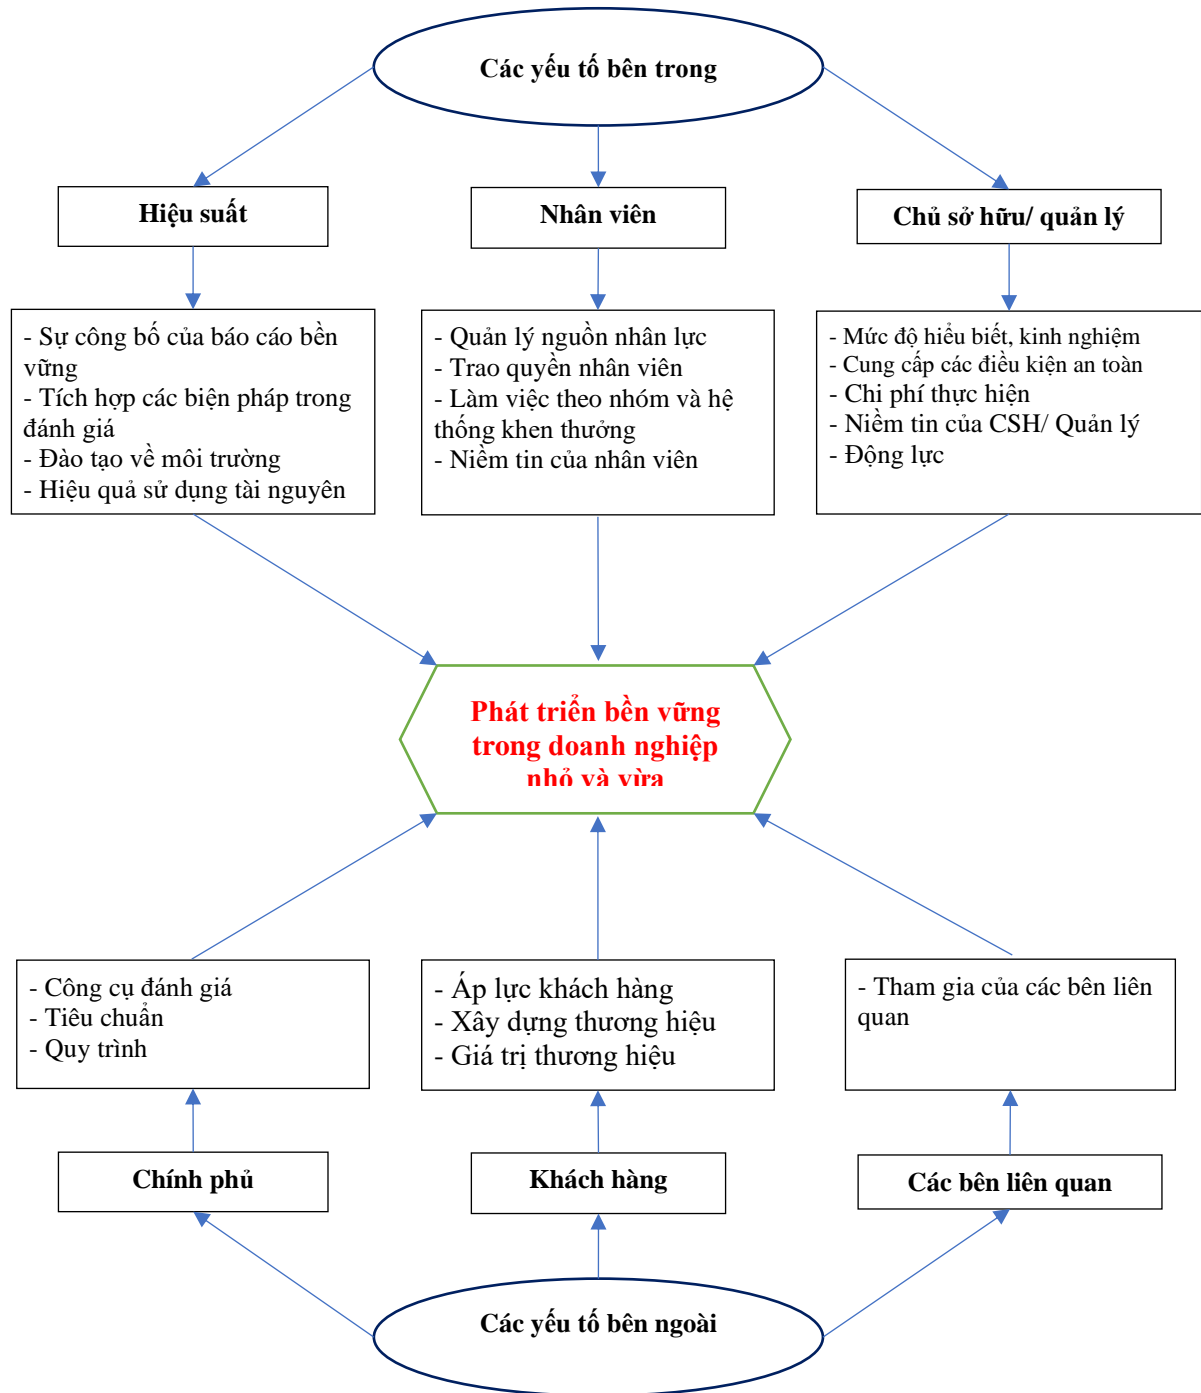 Các yếu tố bên trong
Hiệu suất
Nhân viên
Chủ sở hữu/ quản lý
- Sự công bố của báo cáo bền
vững
- Tích hợp các biện pháp trong
đánh giá
- Đào tạo về môi trường
- Hiệu quả sử dụng tài nguyên
- Quản lý nguồn nhân lực
- Trao quyền nhân viên
- Làm việc theo nhóm và hệ
thống khen thưởng
- Niềm tin của nhân viên
- Mức độ hiểu biết, kinh nghiệm
- Cung cấp các điều kiện an toàn
- Chi phí thực hiện
- Niềm tin của CSH/ Quản lý
- Động lực
Phát triển bền vững
trong doanh nghiệp
nhỏ và vừa
- Công cụ đánh giá
- Tiêu chuẩn
- Quy trình
- Áp lực khách hàng
- Xây dựng thương hiệu
- Giá trị thương hiệu
- Tham gia của các bên liên
quan
Chính phủ
Khách hàng
Các bên liên quan
Các yếu tố bên ngoài